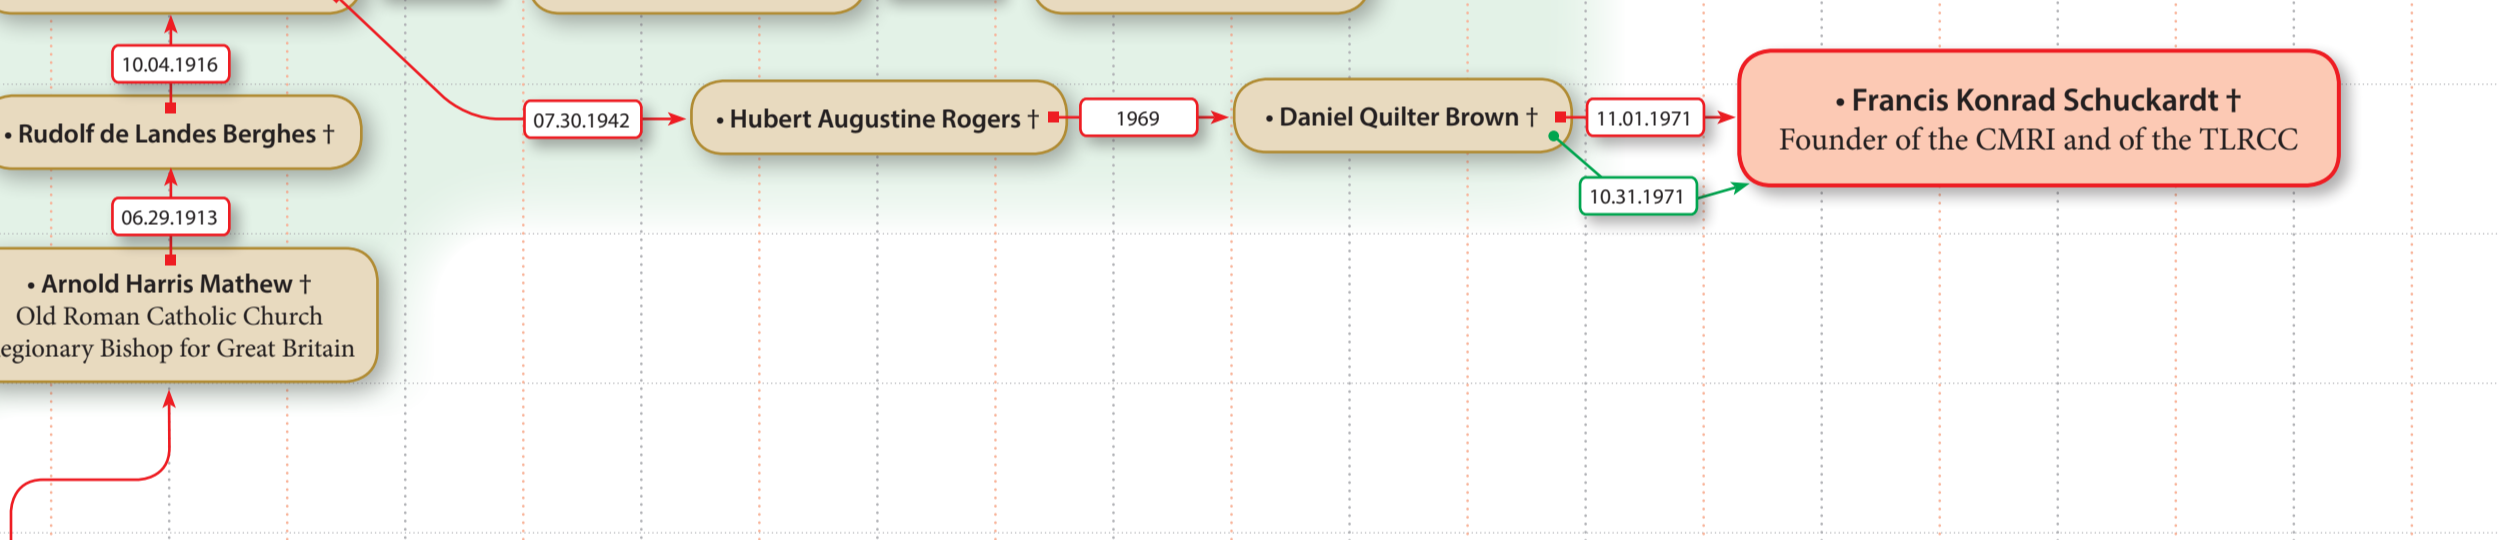 10.04.1916
• Rudolf de Landes Berghes †
06.29.1913
• Arnold Harris Mathew †
Old Roman Catholic Church
Bishop for Great Britain
07.30.1942
• Hubert Augustine Rogers †
1969
• Daniel Quilter Brown †
11.01.1971
10.31.1971
• Francis Konrad Schuckardt †
Founder of the CMRI and of the TLRCC